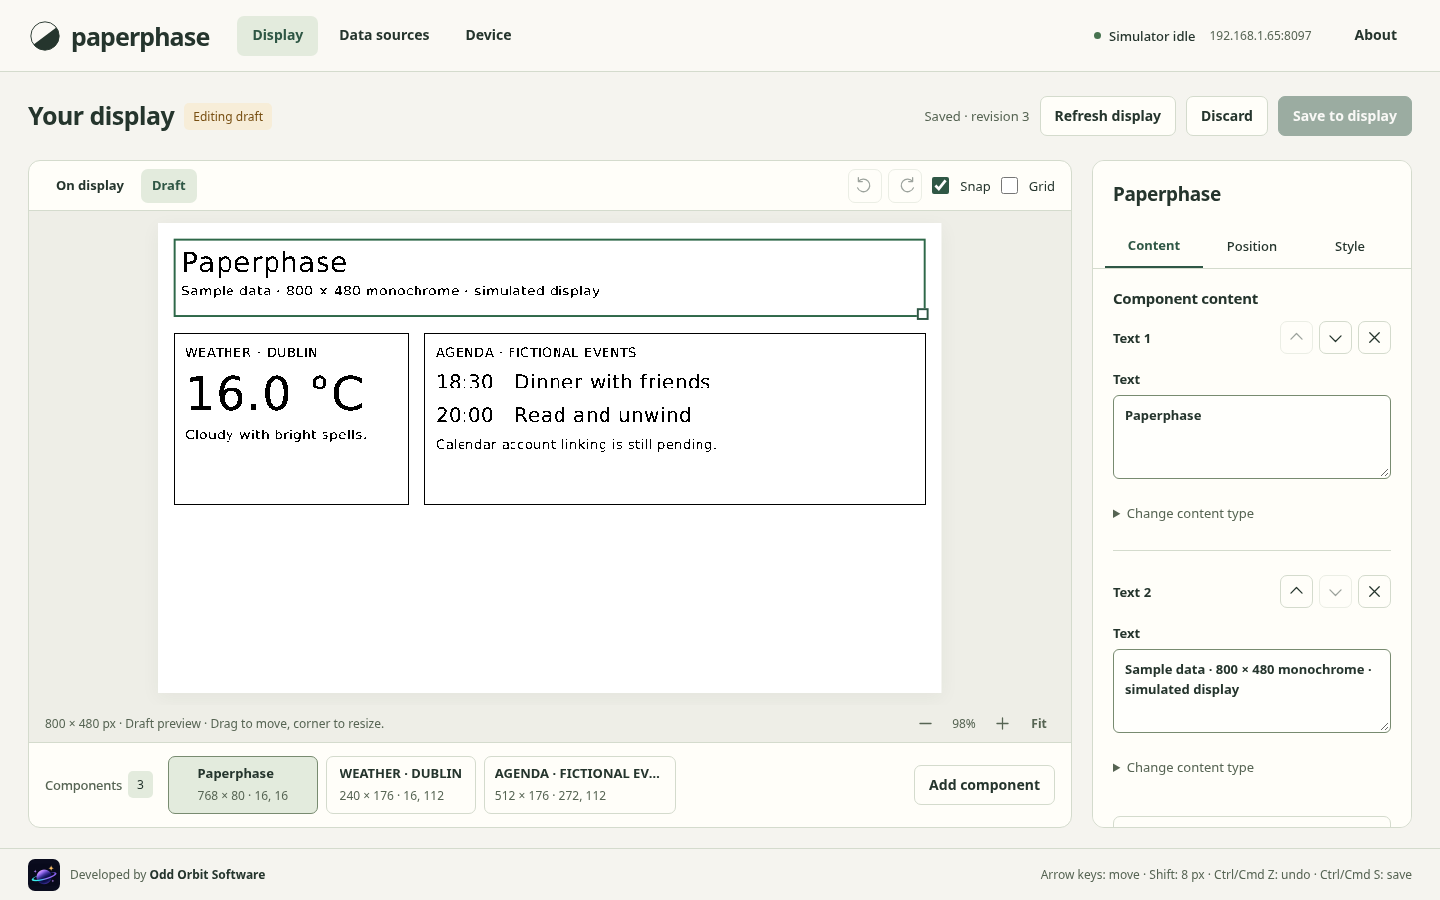 paperphase
Display
Data sources
Device
Simulator idle
192.168.1.65:8097
About
Your display
Editing draft
Saved · revision 3
Refresh display
Discard
Save to display
On display
Draft
Snap
Grid
Paperphase
Sample data · 800 × 480 monochrome · simulated display
WEATHER · DUBLIN
16.0 °C
Cloudy with bright spells.
AGENDA · FICTIONAL EVENTS
18:30 Dinner with friends
20:00 Read and unwind
Calendar account linking is still pending.
800 × 480 px · Draft preview · Drag to move, corner to resize.
98%
Fit
Components 3
Paperphase
768 × 80 · 16, 16
WEATHER · DUBLIN
240 × 176 · 16, 112
AGENDA · FICTIONAL EV...
512 × 176 · 272, 112
Add component
Paperphase
Content
Position
Style
Component content
Text 1
Text
Paperphase
Change content type
Text 2
Text
Sample data · 800 × 480 monochrome ·
simulated display
Change content type
Developed by Odd Orbit Software
Arrow keys: move · Shift: 8 px · Ctrl/Cmd Z: undo · Ctrl/Cmd S: save